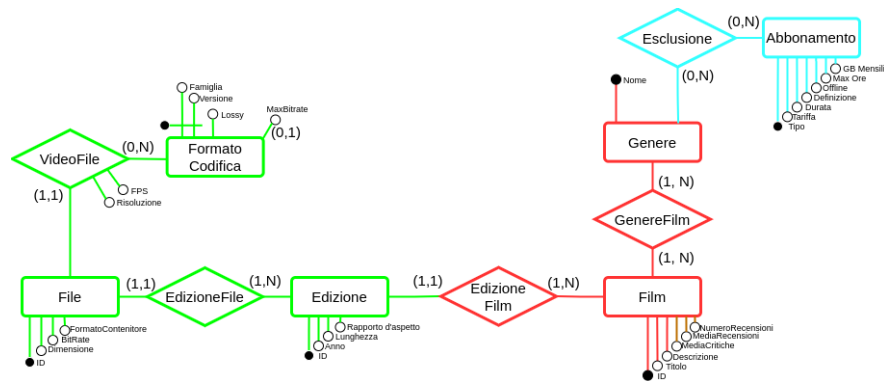 Esclusione
(0,N)
Abbonamento
(0,N)
GB Mensili
Max Ore
Offline
Definizione
Durata
Tariffa
Tipo
Nome
Genere
(1, N)
GenereFilm
(1, N)
Famiglia
Versione
Lossy
MaxBitrate
(0,1)
VideoFile
(0,N)
Formato
Codifica
(1,1)
FPS
Risoluzione
File
(1,1)
EdizioneFile
(1,N)
Edizione
(1,1)
Edizione
Film
(1,N)
Film
FormatoContenitore
BitRate
Dimensione
ID
Rapporto d'aspetto
Lunghezza
Anno
ID
NumeroRecensioni
MediaRecensioni
MediaCritiche
Descrizione
Titolo
ID